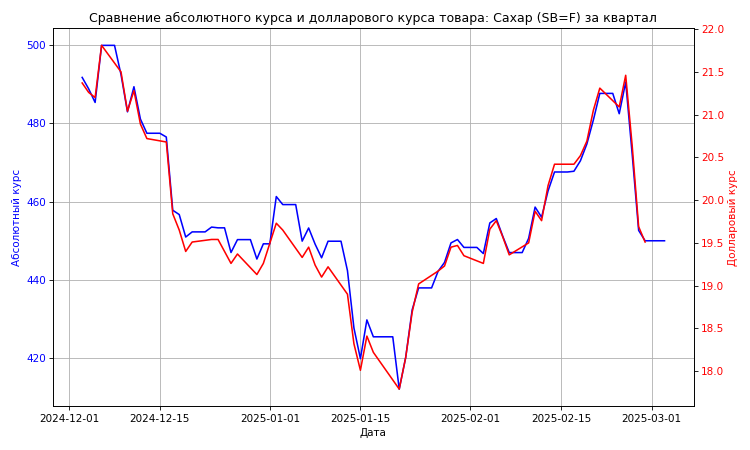 Сравнение абсолютного курса и долларового курса товара: Сахар (SB=F) за квартал
Абсолютный курс
500
480
460
440
420
22.0
21.5
21.0
20.5
20.0
19.5
19.0
18.5
18.0
Долларовый курс
2024-12-01 2024-12-15 2025-01-01 2025-01-15 2025-02-01 2025-02-15 2025-03-01
Дата